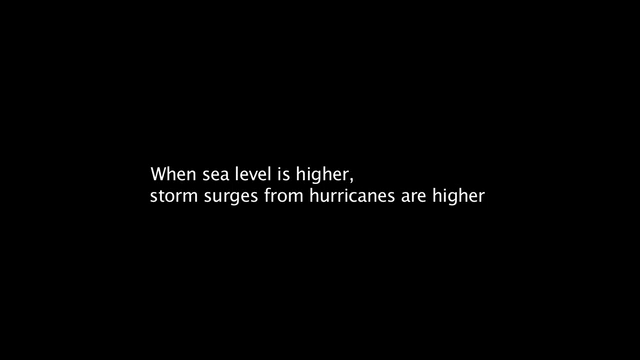 When sea level is higher,
storm surges from hurricanes are higher